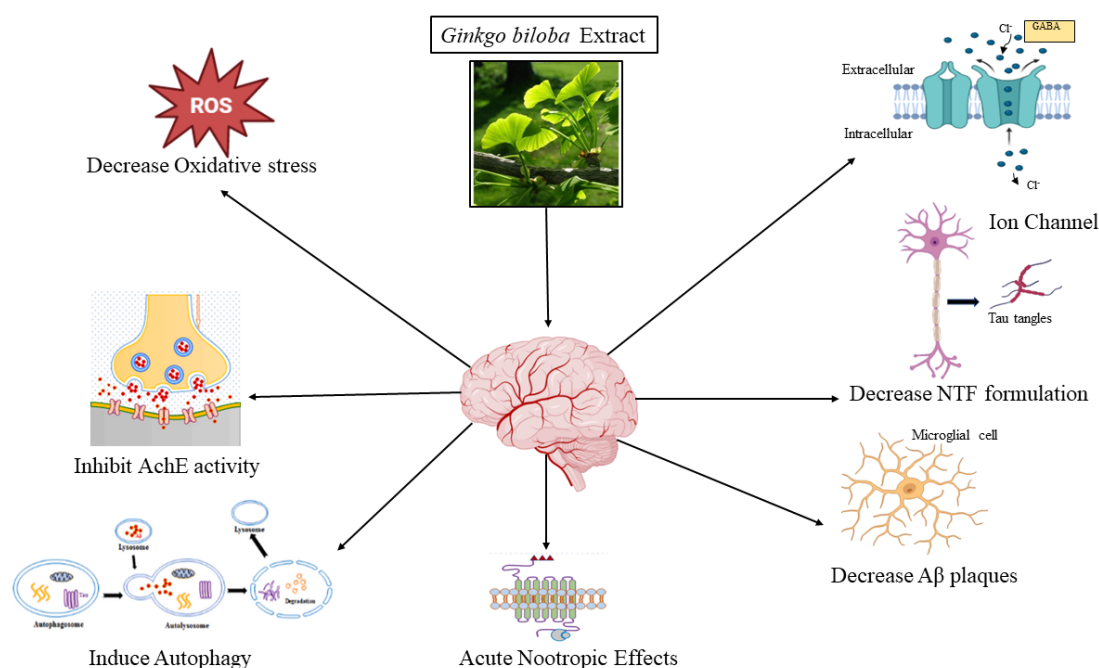 Ginkgo biloba Extract
ROS
Decrease Oxidative stress
Cl-
GABA
Extracellular
Intracellular
Cl-
Ion Channel
Tau tangles
Decrease NTF formulation
Inhibit AchE activity
Microglial cell
Decrease Aβ plaques
Lysosome
Lysosome
Tau
Degradation
Autophagosome
Autolysosome
Induce Autophagy
Acute Nootropic Effects